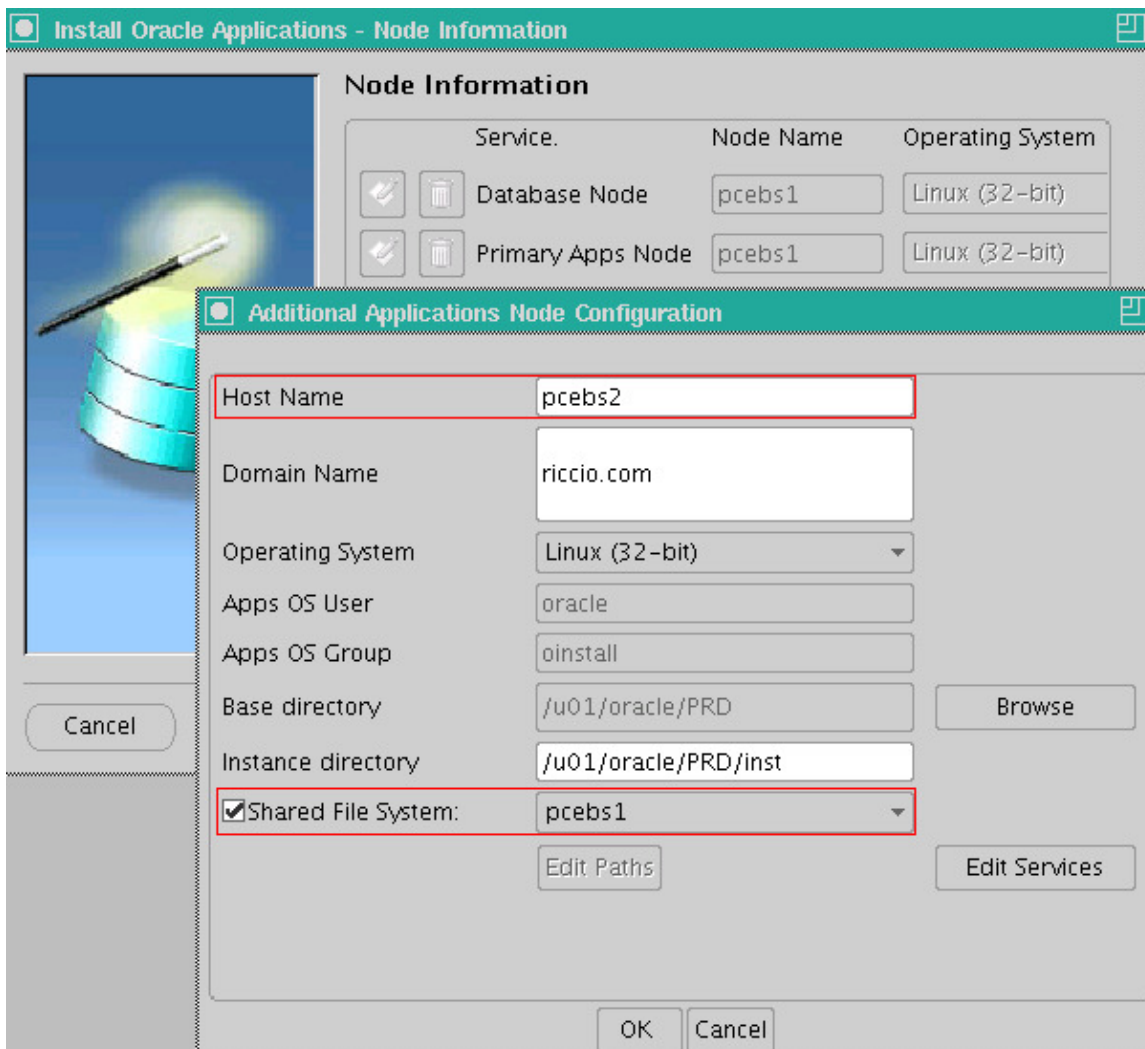 Install Oracle Applications - Node Information
Node Information
Service. Node Name Operating System
Database Node pcebs1 Linux (32-bit)
Primary Apps Node pcebs1 Linux (32-bit)
Additional Applications Node Configuration
Host Name pcebs2
Domain Name riccio.com
Operating System Linux (32-bit)
Apps OS User oracle
Apps OS Group oinstall
Base directory /u01/oracle/PRD Browse
Cancel
Instance directory /u01/oracle/PRD/inst
Shared File System: pcebs1
Edit Paths Edit Services
OK Cancel